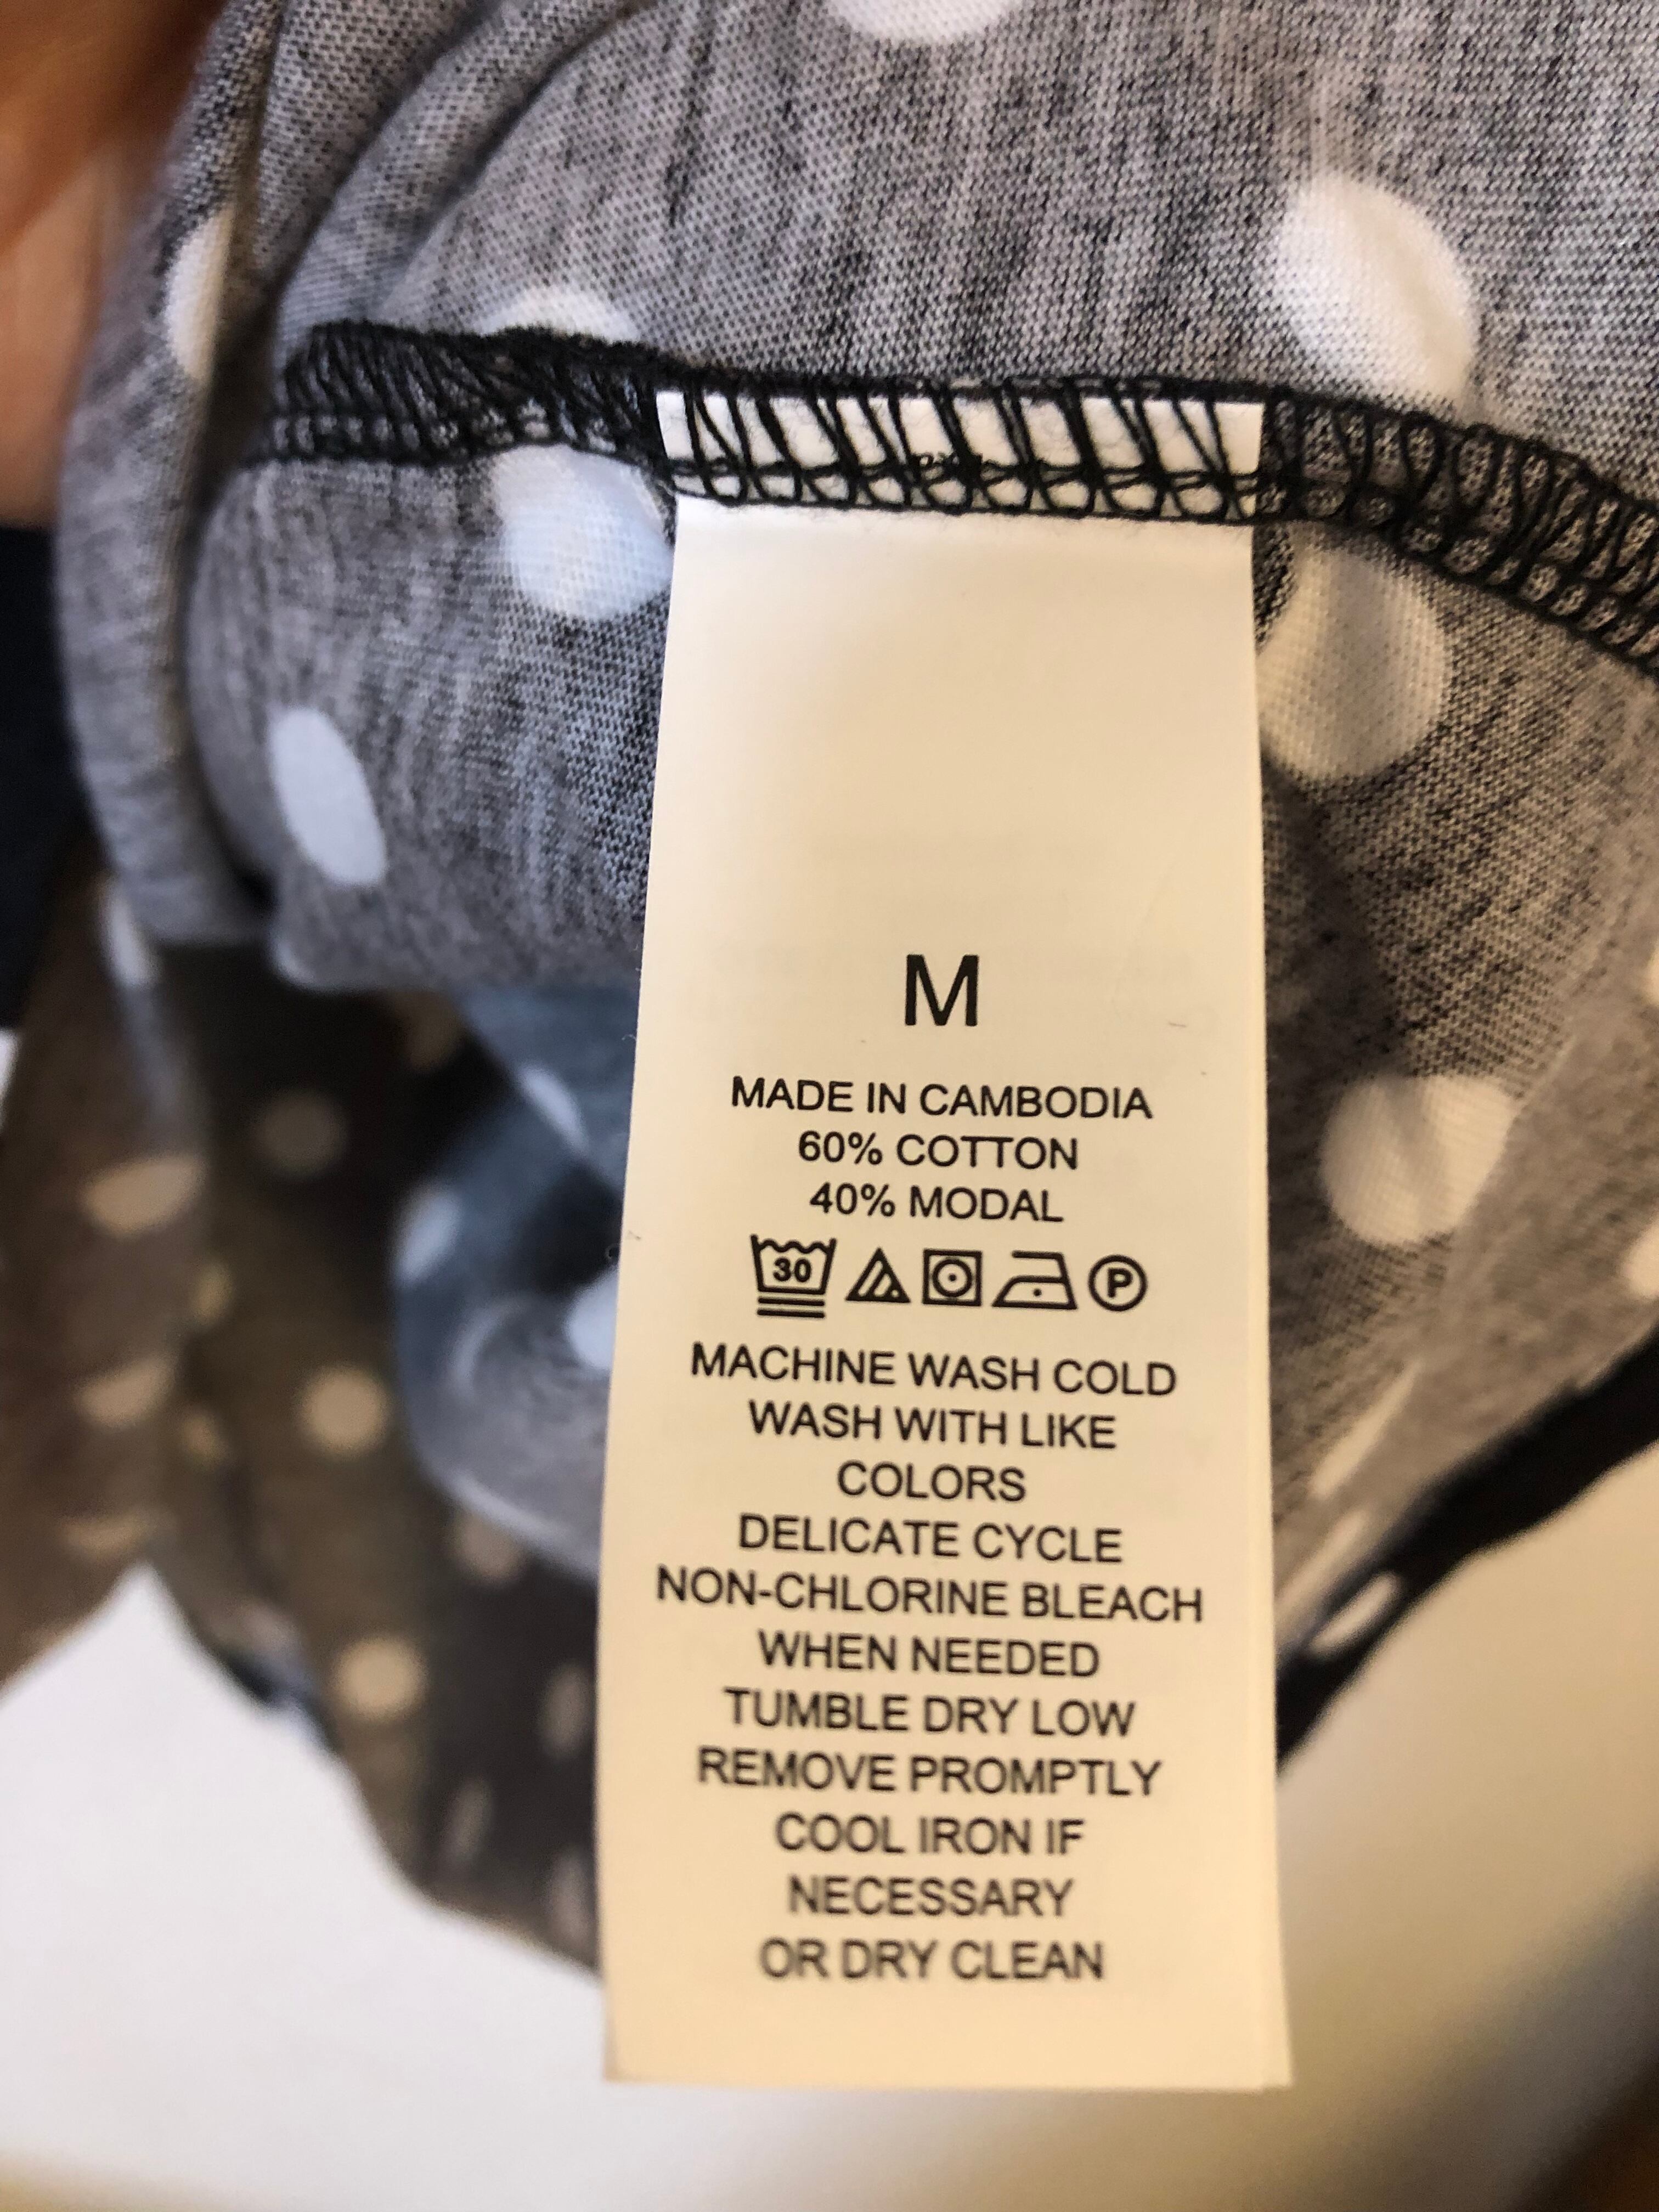 M
MADE IN CAMBODIA
60% COTTON
40% MODAL
30 P
MACHINE WASH COLD
WASH WITH LIKE
COLORS
DELICATE CYCLE
NON-CHLORINE BLEACH
WHEN NEEDED
TUMBLE DRY LOW
REMOVE PROMPTLY
COOL IRON IF
NECESSARY
OR DRY CLEAN